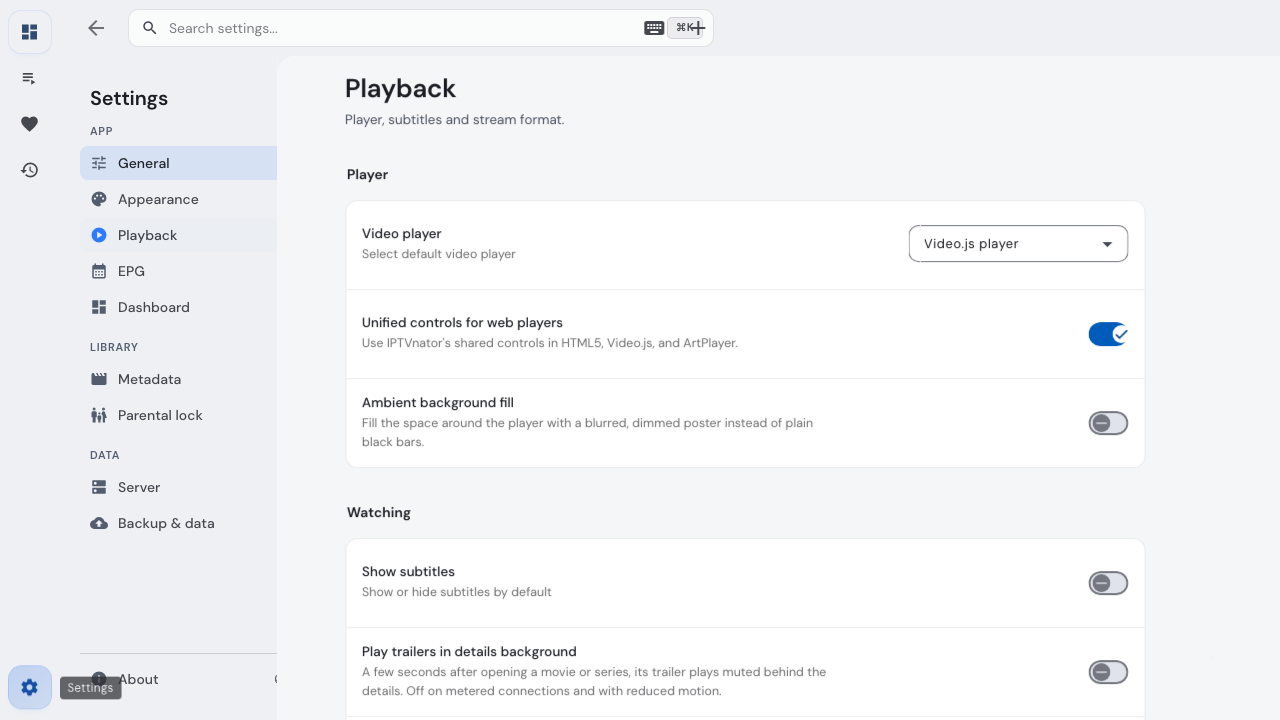 Search settings...
⌘K
Settings
APP
General
Appearance
Playback
EPG
Dashboard
LIBRARY
Metadata
Parental lock
DATA
Server
Backup & data
About
Settings
Playback
Player, subtitles and stream format.
Player
Video player
Select default video player
Video.js player
Unified controls for web players
Use IPTVnator's shared controls in HTML5, Video.js, and ArtPlayer.
Ambient background fill
Fill the space around the player with a blurred, dimmed poster instead of plain
black bars.
Watching
Show subtitles
Show or hide subtitles by default
Play trailers in details background
A few seconds after opening a movie or series, its trailer plays muted behind the
details. Off on metered connections and with reduced motion.